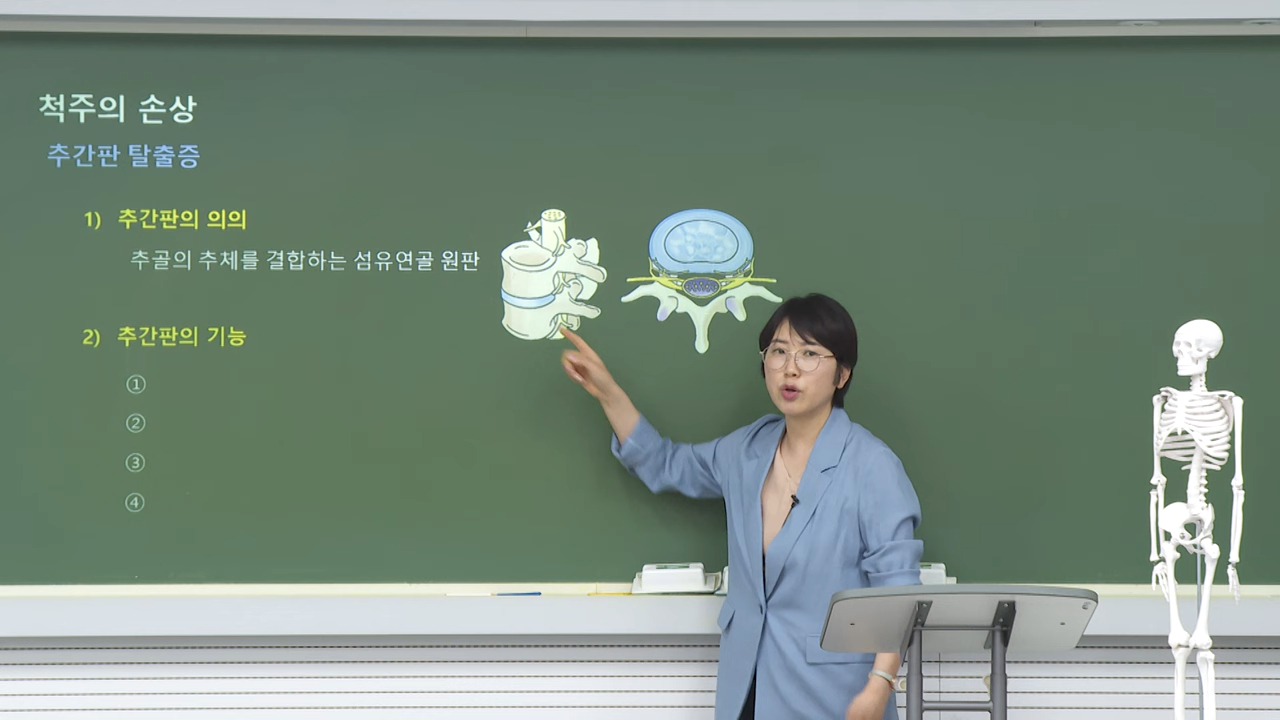 척주의 손상
추간판 탈출증
1) 추간판의 의의
추골의 추체를 결합하는 섬유연골 원판
2) 추간판의 기능
①
②
③
④